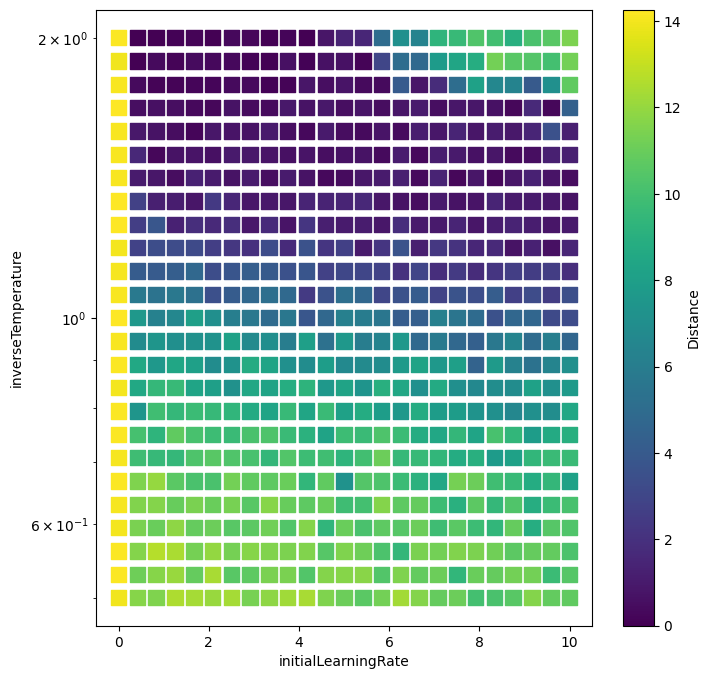 2 × 10⁰
10⁰
6 × 10⁻¹
inverseTemperature
0 2 4 6 8 10
initialLearningRate
14
12
10
8
6
4
2
0
Distance